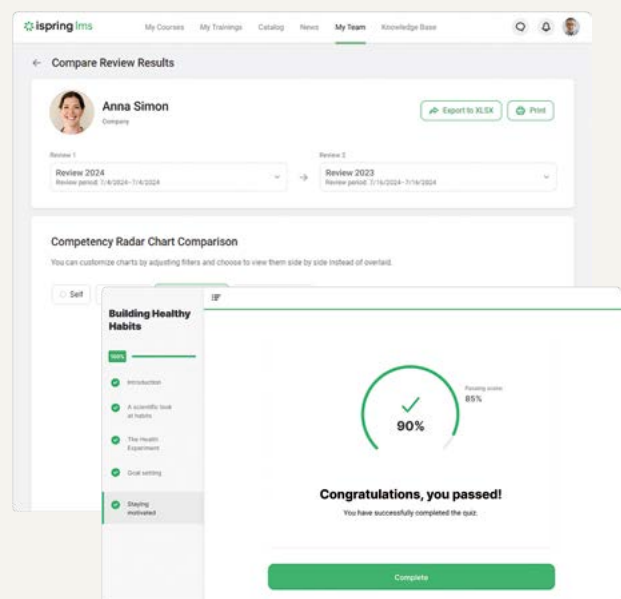 ispring lms
My Courses My Trainings Catalog News My Team Knowledge Base
← Compare Review Results
Anna Simon
Company
Export to XLSX Print
Review 1
Review 2024
Review period: 7/4/2024–7/4/2024
→
Review 2
Review 2023
Review period: 7/16/2024–7/16/2024
Competency Radar Chart Comparison
You can customize charts by adjusting filters and choose to view them side by side instead of overlaid.
Self
Building Healthy
Habits
100%
Introduction
A scientific look
at habits
The Health
Experiment
Goal setting
Staying
motivated
90%
Passing score
85%
Congratulations, you passed!
You have successfully completed the quiz.
Complete